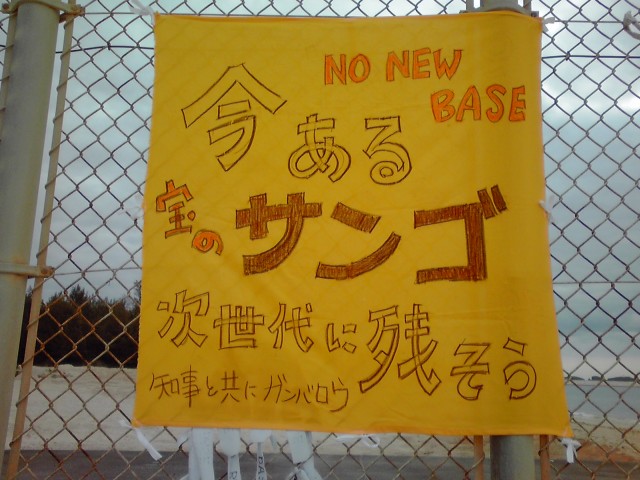 NO NEW
BASE
今ある
宝の
サンゴ
次世代に残そう
知事と共にガンバロウ